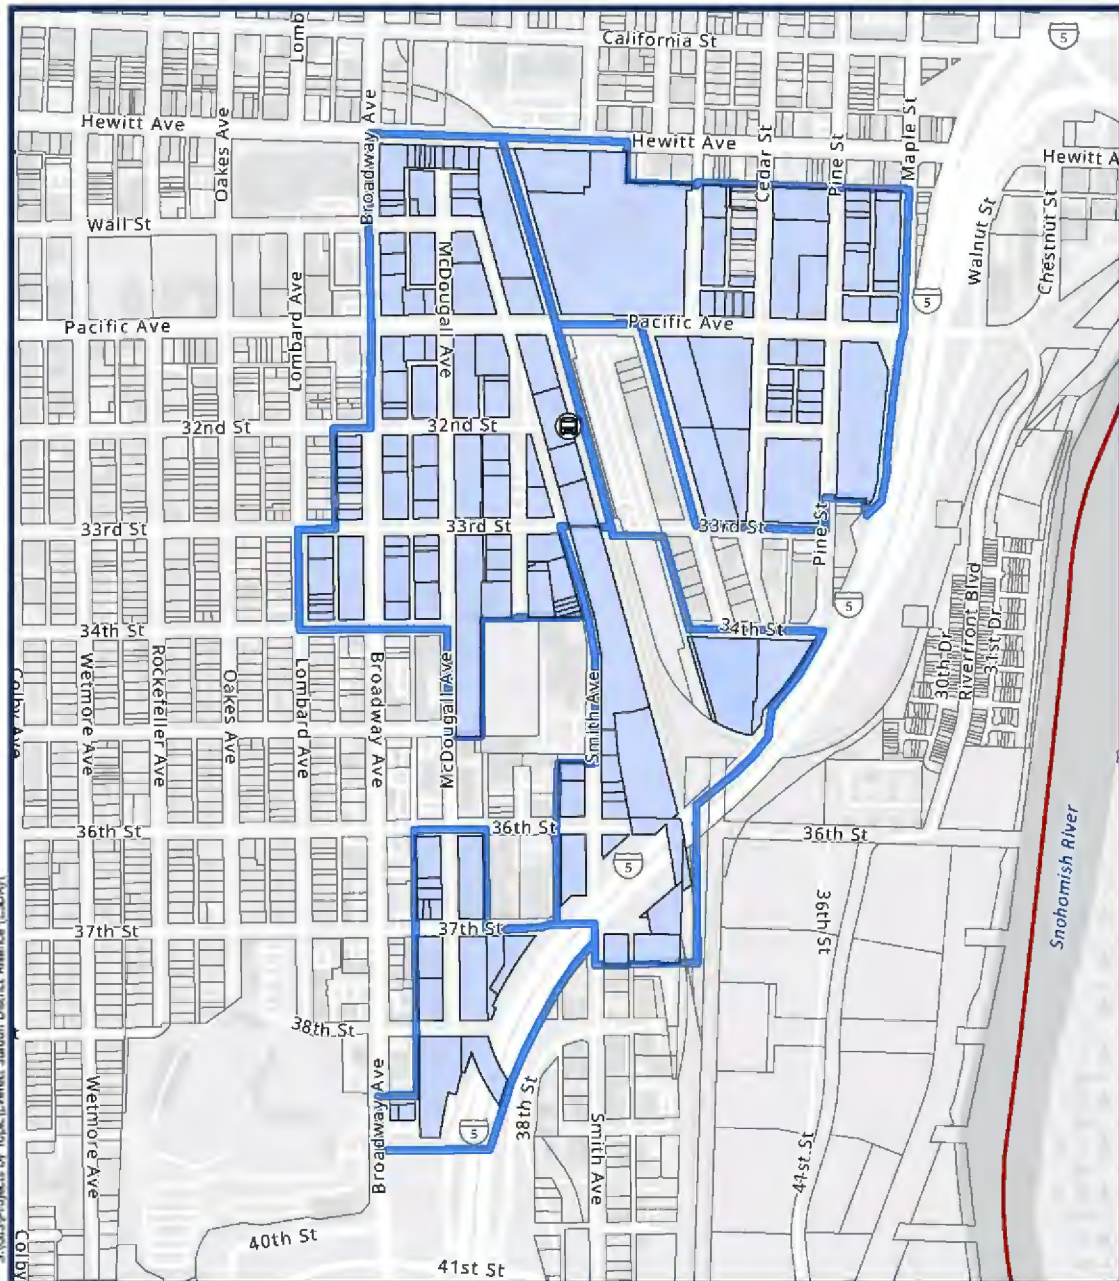 California St
5
Lomb
Hewitt Ave
Oakes Ave
Broadway Ave
Hewitt Ave
Cedar St
Pine St
Maple St
Hewitt A
Wall St
McDougall Ave
Walnut St
Chestnut St
5
Lombard Ave
Pacific Ave
Pacific Ave
32nd St
32nd St
33rd St
33rd St
33rd St
Pine St
5
34th St
34th St
Riverfront Blvd
30th Dr
31st Dr
Colby Ave
Wetmore Ave
Rockefeller Ave
Oakes Ave
Lombard Ave
Broadway Ave
McDougall Ave
Smith Ave
36th St
36th St
36th St
5
36th St
Snohomish River
37th St
37th St
38th St
38th St
Wetmore Ave
Broadway Ave
5
Smith Ave
41st St
40th St
41st St
Colby